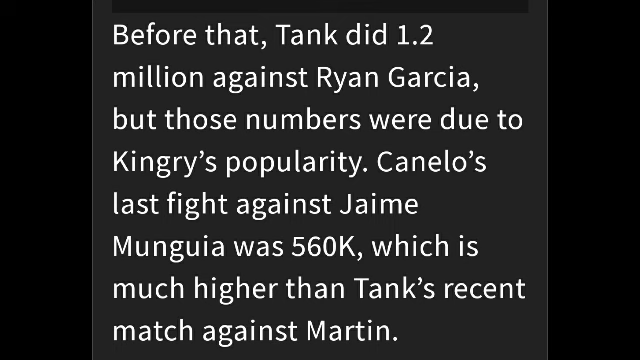 Before that, Tank did 1.2
million against Ryan Garcia,
but those numbers were due to
Kingry’s popularity. Canelo’s
last fight against Jaime
Munguia was 560K, which is
much higher than Tank’s recent
match against Martin.